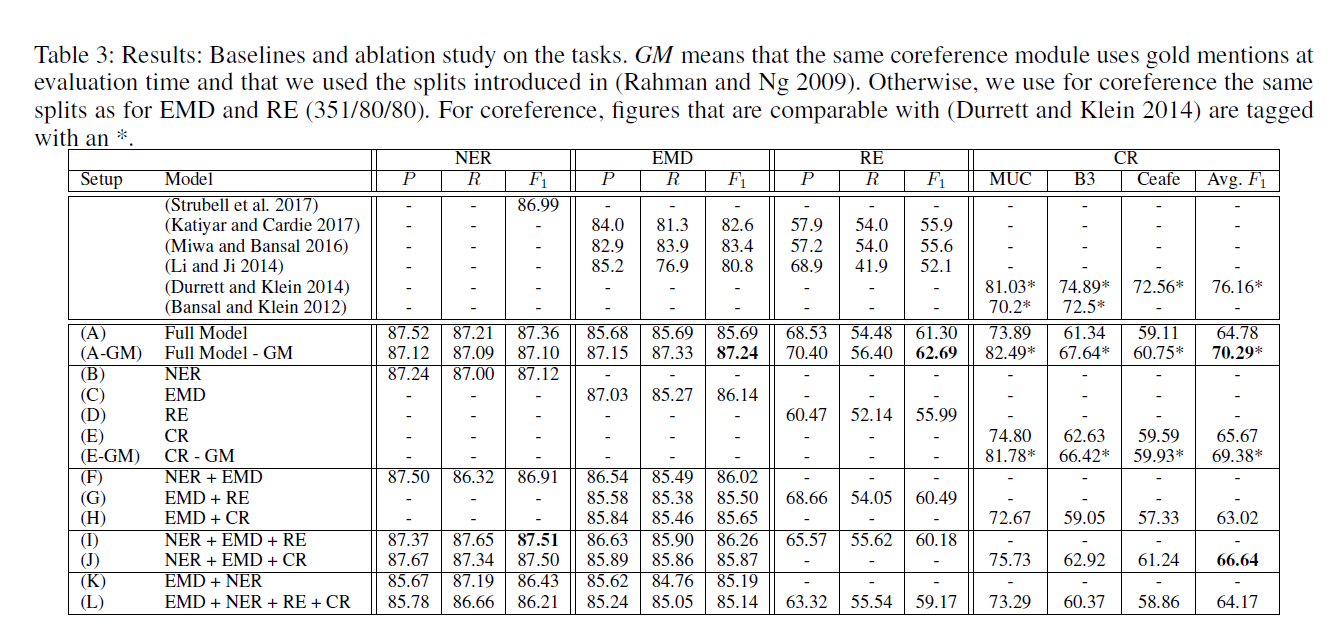 Table 3: Results: Baselines and ablation study on the tasks. GM means that the same coreference module uses gold mentions at
evaluation time and that we used the splits introduced in (Rahman and Ng 2009). Otherwise, we use for coreference the same
splits as for EMD and RE (351/80/80). For coreference, figures that are comparable with (Durrett and Klein 2014) are tagged
with an *.
NER EMD RE CR
Setup Model P R F1 P R F1 P R F1 MUC B3 Ceafe Avg. F1
(Strubell et al. 2017) - - 86.99 - - - - - - - - - -
(Katiyar and Cardie 2017) - - - 84.0 81.3 82.6 57.9 54.0 55.9 - - - -
(Miwa and Bansal 2016) - - - 82.9 83.9 83.4 57.2 54.0 55.6 - - - -
(Li and Ji 2014) - - - 85.2 76.9 80.8 68.9 41.9 52.1 - - - -
(Durrett and Klein 2014) - - - - - - - - - 81.03* 74.89* 72.56* 76.16*
(Bansal and Klein 2012) - - - - - - - - - 70.2* 72.5* - -
(A) Full Model 87.52 87.21 87.36 85.68 85.69 85.69 68.53 54.48 61.30 73.89 61.34 59.11 64.78
(A-GM) Full Model - GM 87.12 87.09 87.10 87.15 87.33 87.24 70.40 56.40 62.69 82.49* 67.64* 60.75* 70.29*
(B) NER 87.24 87.00 87.12 - - - - - - - - - -
(C) EMD - - - 87.03 85.27 86.14 - - - - - - -
(D) RE - - - - - - 60.47 52.14 55.99 - - - -
(E) CR - - - - - - - - - 74.80 62.63 59.59 65.67
(E-GM) CR - GM - - - - - - - - - 81.78* 66.42* 59.93* 69.38*
(F) NER + EMD 87.50 86.32 86.91 86.54 85.49 86.02 - - - - - - -
(G) EMD + RE - - - 85.58 85.38 85.50 68.66 54.05 60.49 - - - -
(H) EMD + CR - - - 85.84 85.46 85.65 - - - 72.67 59.05 57.33 63.02
(I) NER + EMD + RE 87.37 87.65 87.51 86.63 85.90 86.26 65.57 55.62 60.18 - - - -
(J) NER + EMD + CR 87.67 87.34 87.50 85.89 85.86 85.87 - - - 75.73 62.92 61.24 66.64
(K) EMD + NER 85.67 87.19 86.43 85.62 84.76 85.19 - - - - - - -
(L) EMD + NER + RE + CR 85.78 86.66 86.21 85.24 85.05 85.14 63.32 55.54 59.17 73.29 60.37 58.86 64.17